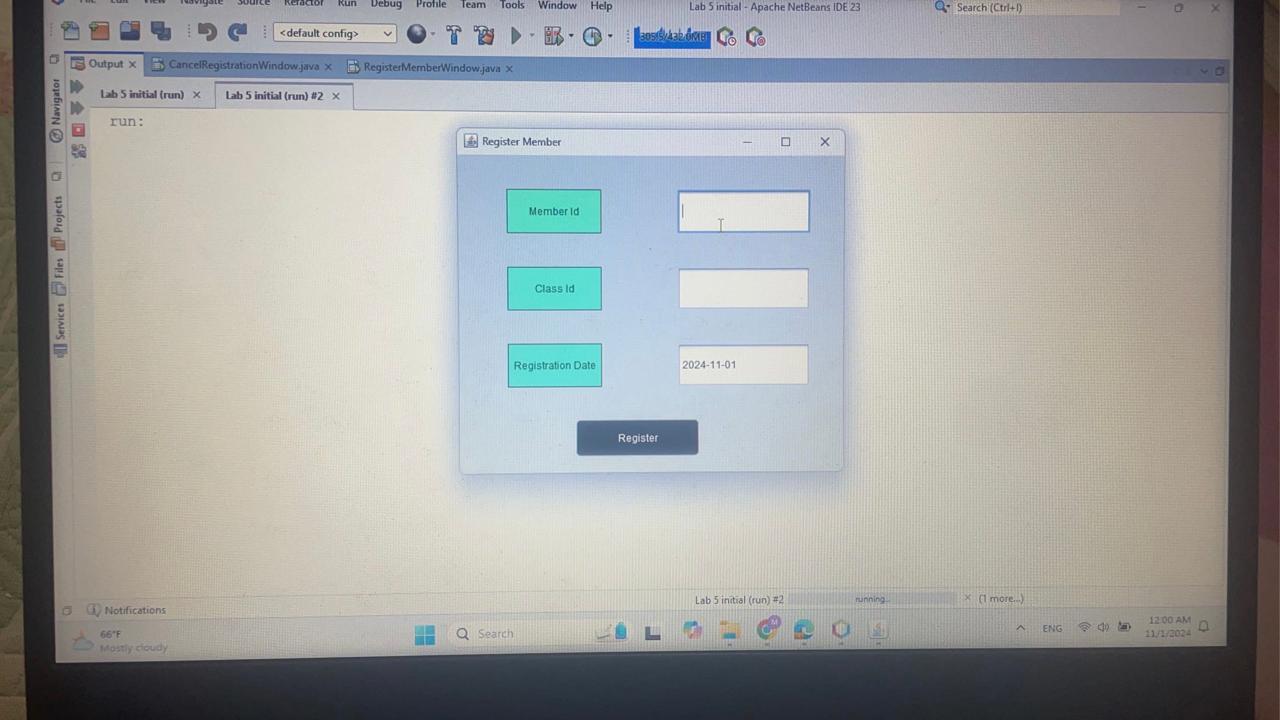 File Edit View Navigate Source Refactor Run Debug Profile Team Tools Window Help
Lab 5 initial - Apache NetBeans IDE 23
Search (Ctrl+I)
<default config>
Output
CancelRegistrationWindow.java
RegisterMemberWindow.java
Lab 5 initial (run)
Lab 5 initial (run) #2
Navigator
Projects
Files
Services
run:
Register Member
Member Id
Class Id
Registration Date
2024-11-01
Register
Lab 5 initial (run) #2
running...
(1 more...)
Notifications
66°F
Mostly cloudy
Search
ENG
12:00 AM
11/1/2024